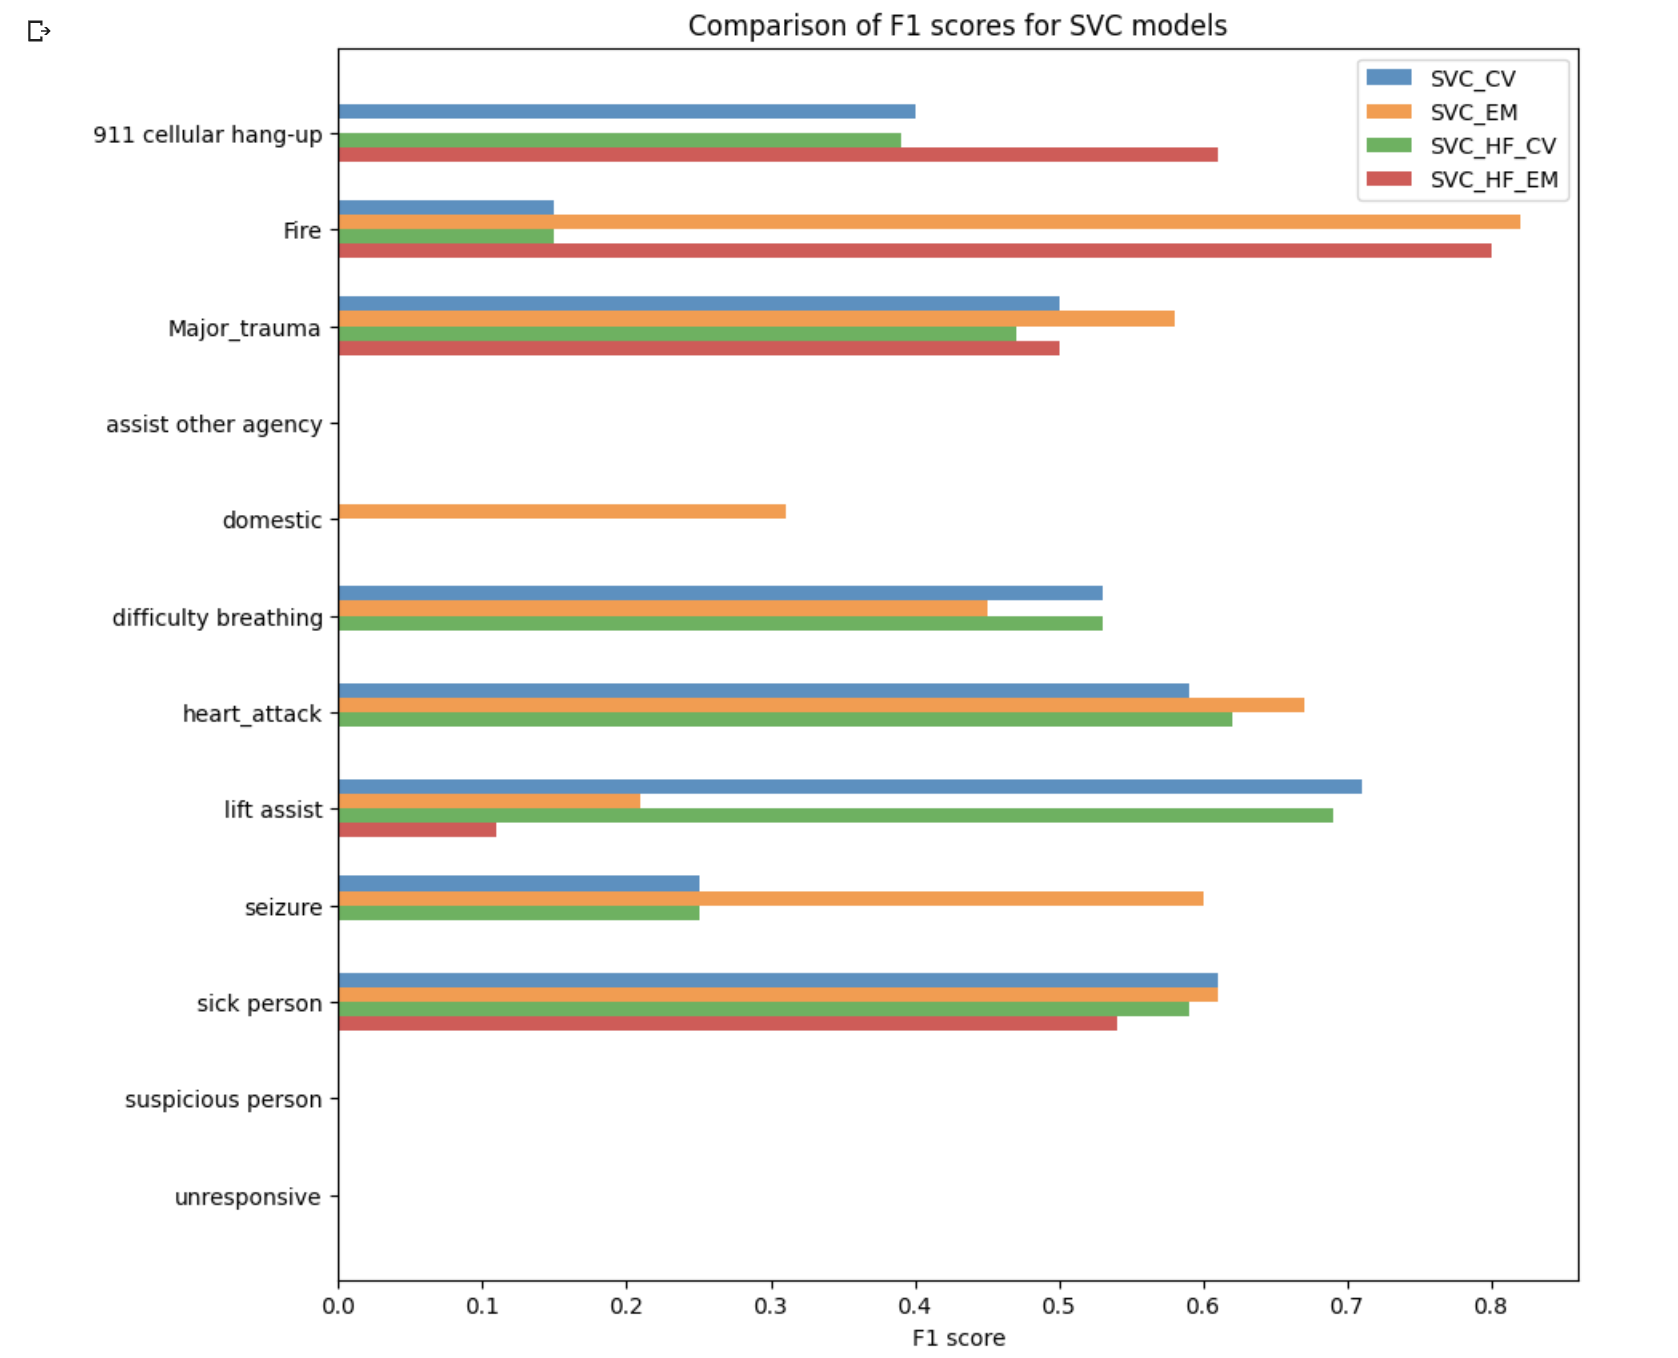 Comparison of F1 scores for SVC models
SVC_CV
SVC_EM
SVC_HF_CV
SVC_HF_EM
911 cellular hang-up
Fire
Major_trauma
assist other agency
domestic
difficulty breathing
heart_attack
lift assist
seizure
sick person
suspicious person
unresponsive
0.0 0.1 0.2 0.3 0.4 0.5 0.6 0.7 0.8
F1 score